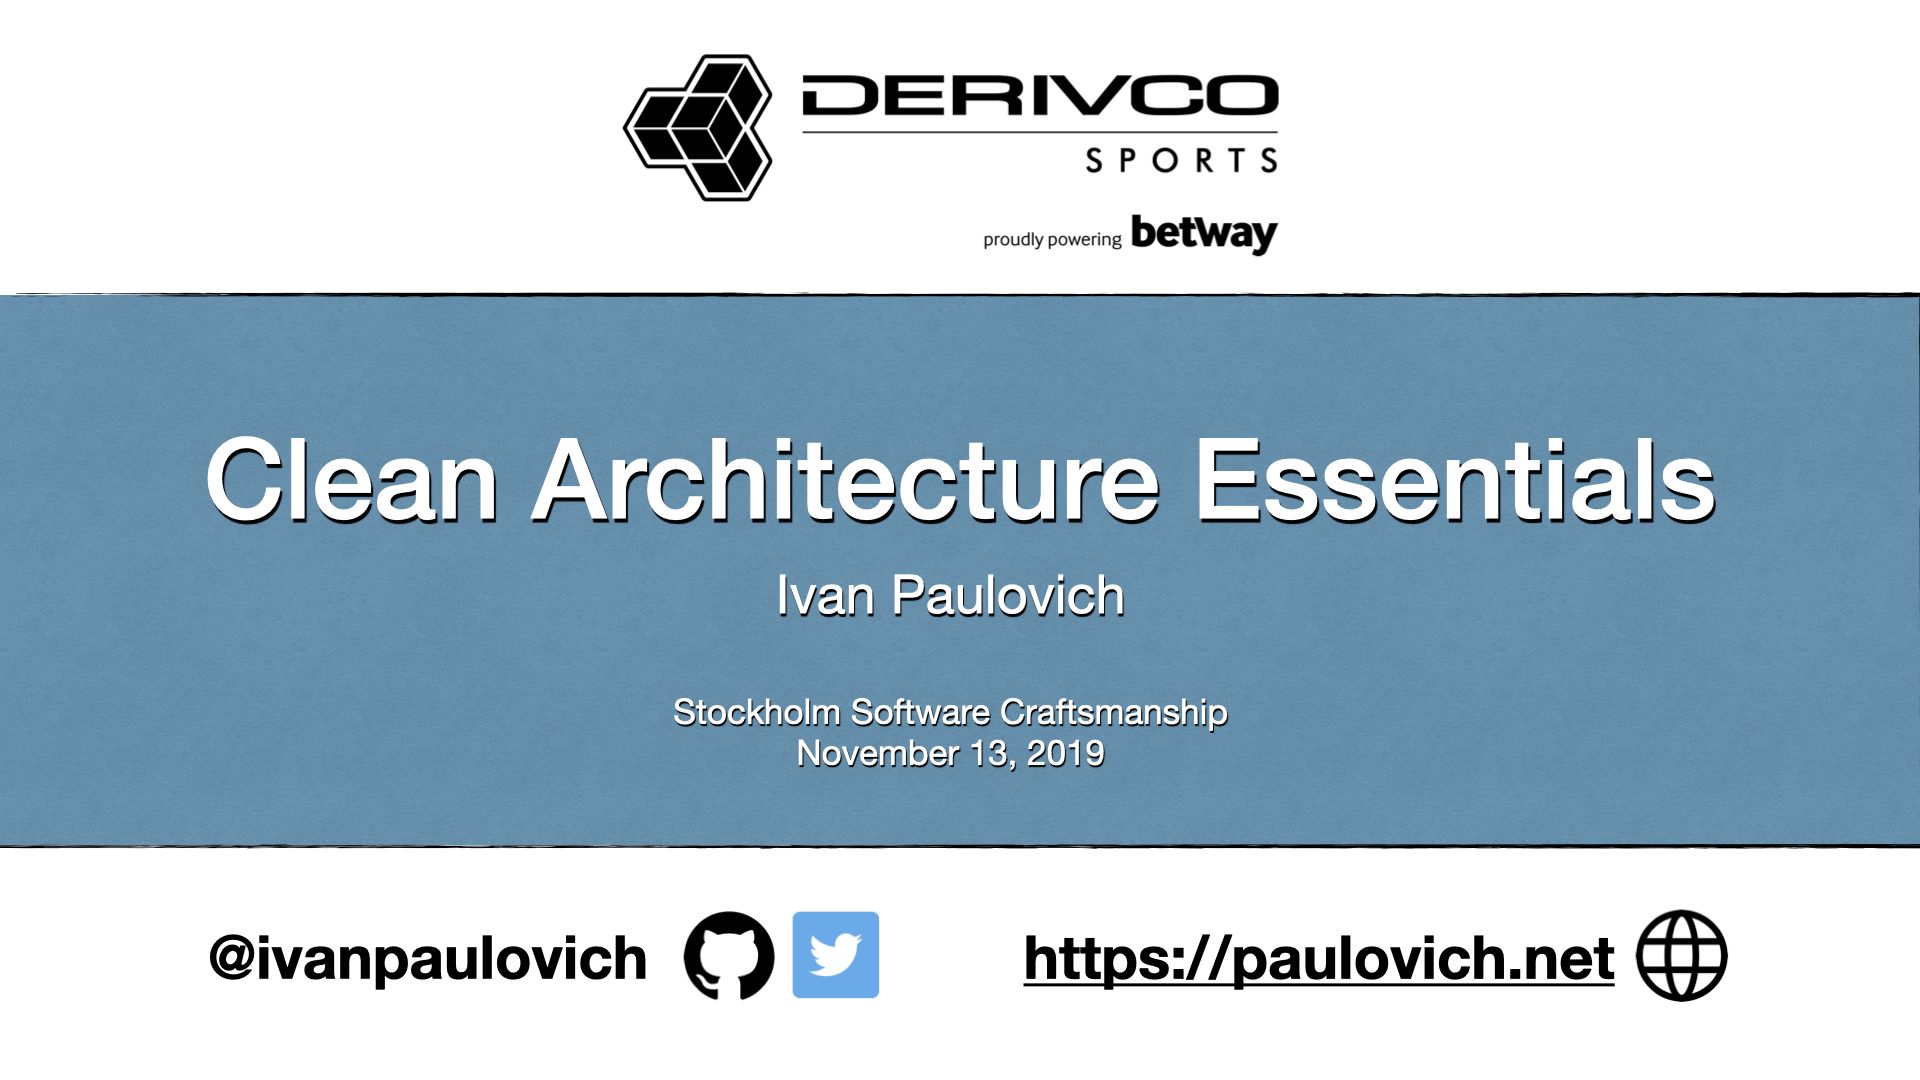 DERIVCO
SPORTS
proudly powering betway
Clean Architecture Essentials
Ivan Paulovich
Stockholm Software Craftsmanship
November 13, 2019
@ivanpaulovich
https://paulovich.net